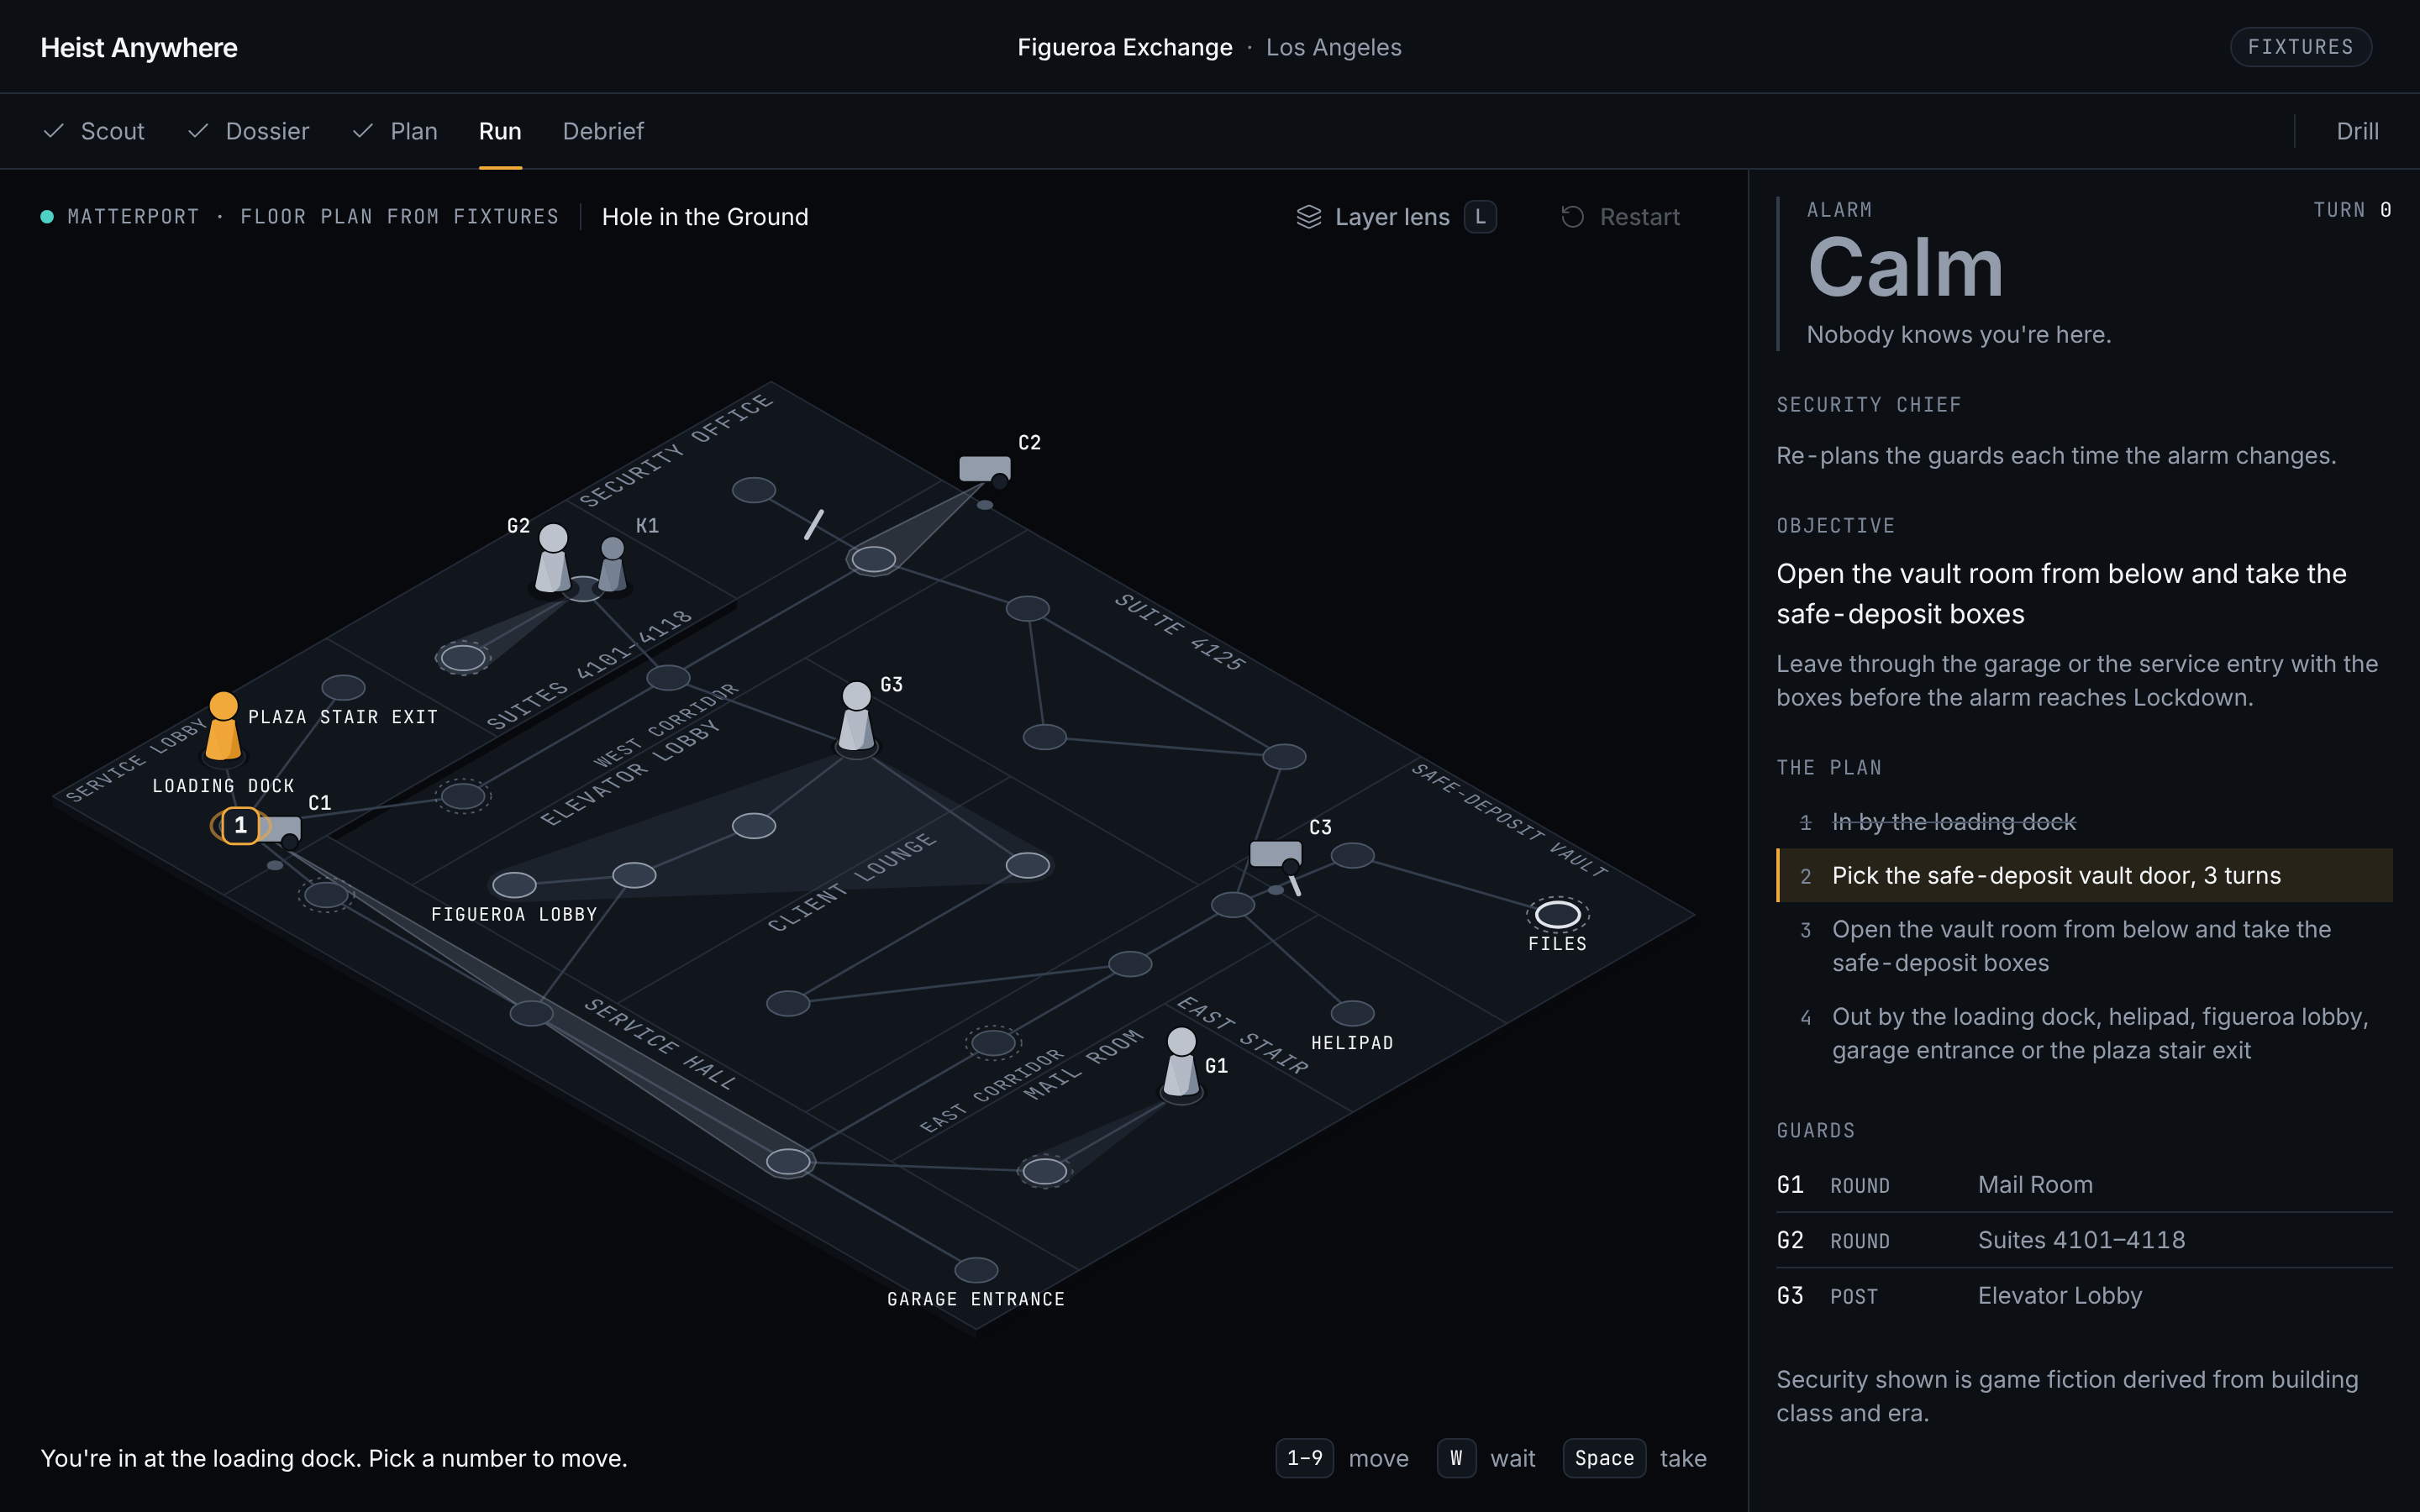 Heist Anywhere
Figueroa Exchange · Los Angeles
FIXTURES
Scout
Dossier
Plan
Run
Debrief
Drill
MATTERPORT · FLOOR PLAN FROM FIXTURES
Hole in the Ground
Layer lens L
Restart
SECURITY OFFICE
C2
G2
K1
SUITES 4101–4118
SUITE 4125
G3
WEST CORRIDOR
ELEVATOR LOBBY
SERVICE LOBBY
PLAZA STAIR EXIT
LOADING DOCK
C1
1
SAFE-DEPOSIT VAULT
C3
CLIENT LOUNGE
FIGUEROA LOBBY
FILES
SERVICE HALL
EAST STAIR
HELIPAD
MAIL ROOM
EAST CORRIDOR
G1
GARAGE ENTRANCE
You're in at the loading dock. Pick a number to move.
1–9 move
W wait
Space take
ALARM
TURN 0
Calm
Nobody knows you're here.
SECURITY CHIEF
Re-plans the guards each time the alarm changes.
OBJECTIVE
Open the vault room from below and take the
safe-deposit boxes
Leave through the garage or the service entry with the
boxes before the alarm reaches Lockdown.
THE PLAN
1 In by the loading dock
2 Pick the safe-deposit vault door, 3 turns
3 Open the vault room from below and take the
safe-deposit boxes
4 Out by the loading dock, helipad, figueroa lobby,
garage entrance or the plaza stair exit
GUARDS
G1 ROUND Mail Room
G2 ROUND Suites 4101–4118
G3 POST Elevator Lobby
Security shown is game fiction derived from building
class and era.